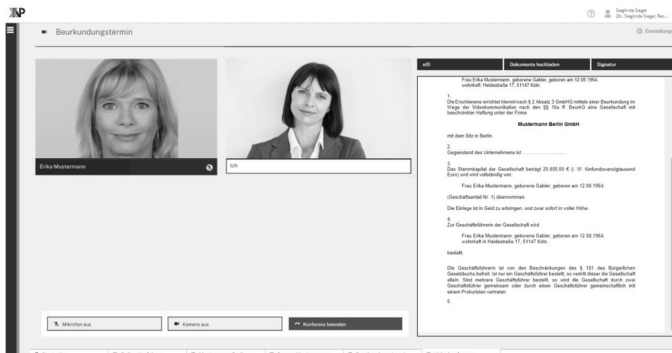 XNP
Sieglinde Siegel
Dr. Sieglinde Siegel, Rec...
Beurkundungstermin
Einstellunge
eID
Dokumente hochladen
Signatur
Erika Mustermann
Ich
Frau Erika Mustermann, geborene Gabler, geboren am 12.08.1964,
wohnhaft: Heidestraße 17, 51147 Köln.
1.
Die Erschienene errichtet hiermit nach § 2 Absatz 3 GmbHG mittels einer Beurkundung im
Wege der Videokommunikation nach den §§ 16a ff. BeurkG eine Gesellschaft mit
beschränkter Haftung unter der Firma
Mustermann Berlin GmbH
mit dem Sitz in Berlin.
2.
Gegenstand des Unternehmens ist
3.
Das Stammkapital der Gesellschaft beträgt 25.000,00 € (i. W. fünfundzwanzigtausend
Euro) und wird vollständig von
Frau Erika Mustermann, geborene Gabler, geboren am 12.08.1964,
(Geschäftsanteil Nr. 1) übernommen.
Die Einlage ist in Geld zu erbringen, und zwar sofort in voller Höhe.
4.
Zur Geschäftsführerin der Gesellschaft wird
Frau Erika Mustermann, geborene Gabler, geboren am 12.08.1964,
wohnhaft in Heidestraße 17, 51147 Köln,
bestellt.
Die Geschäftsführerin ist von den Beschränkungen des § 181 des Bürgerlichen
Gesetzbuchs befreit. Ist nur ein Geschäftsführer bestellt, so vertritt dieser die Gesellschaft
allein. Sind mehrere Geschäftsführer bestellt, so wird die Gesellschaft durch zwei
Geschäftsführer gemeinsam oder durch einen Geschäftsführer gemeinschaftlich mit
einem Prokuristen vertreten.
5.
Mikrofon aus
Kamera aus
Konferenz beenden